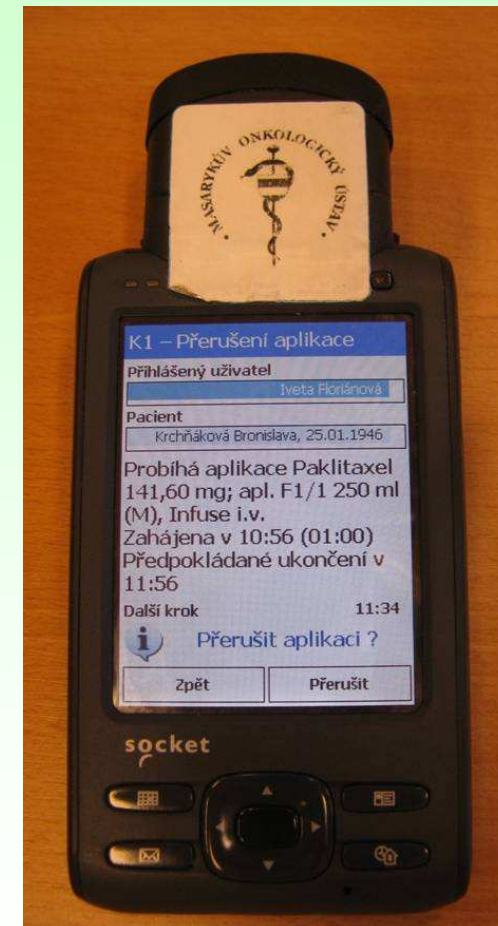 MASARYKŮV ONKOLOGICKÝ ÚSTAV
K1 – Přerušení aplikace
Přihlášený uživatel
Iveta Floriánová
Pacient
Krchňáková Bronislava, 25.01.1946
Probíhá aplikace Paklitaxel
141,60 mg; apl. F1/1 250 ml
(M), Infuse i.v.
Zahájena v 10:56 (01:00)
Předpokládané ukončení v
11:56
Další krok 11:34
Přerušit aplikaci ?
Zpět Přerušit
socket